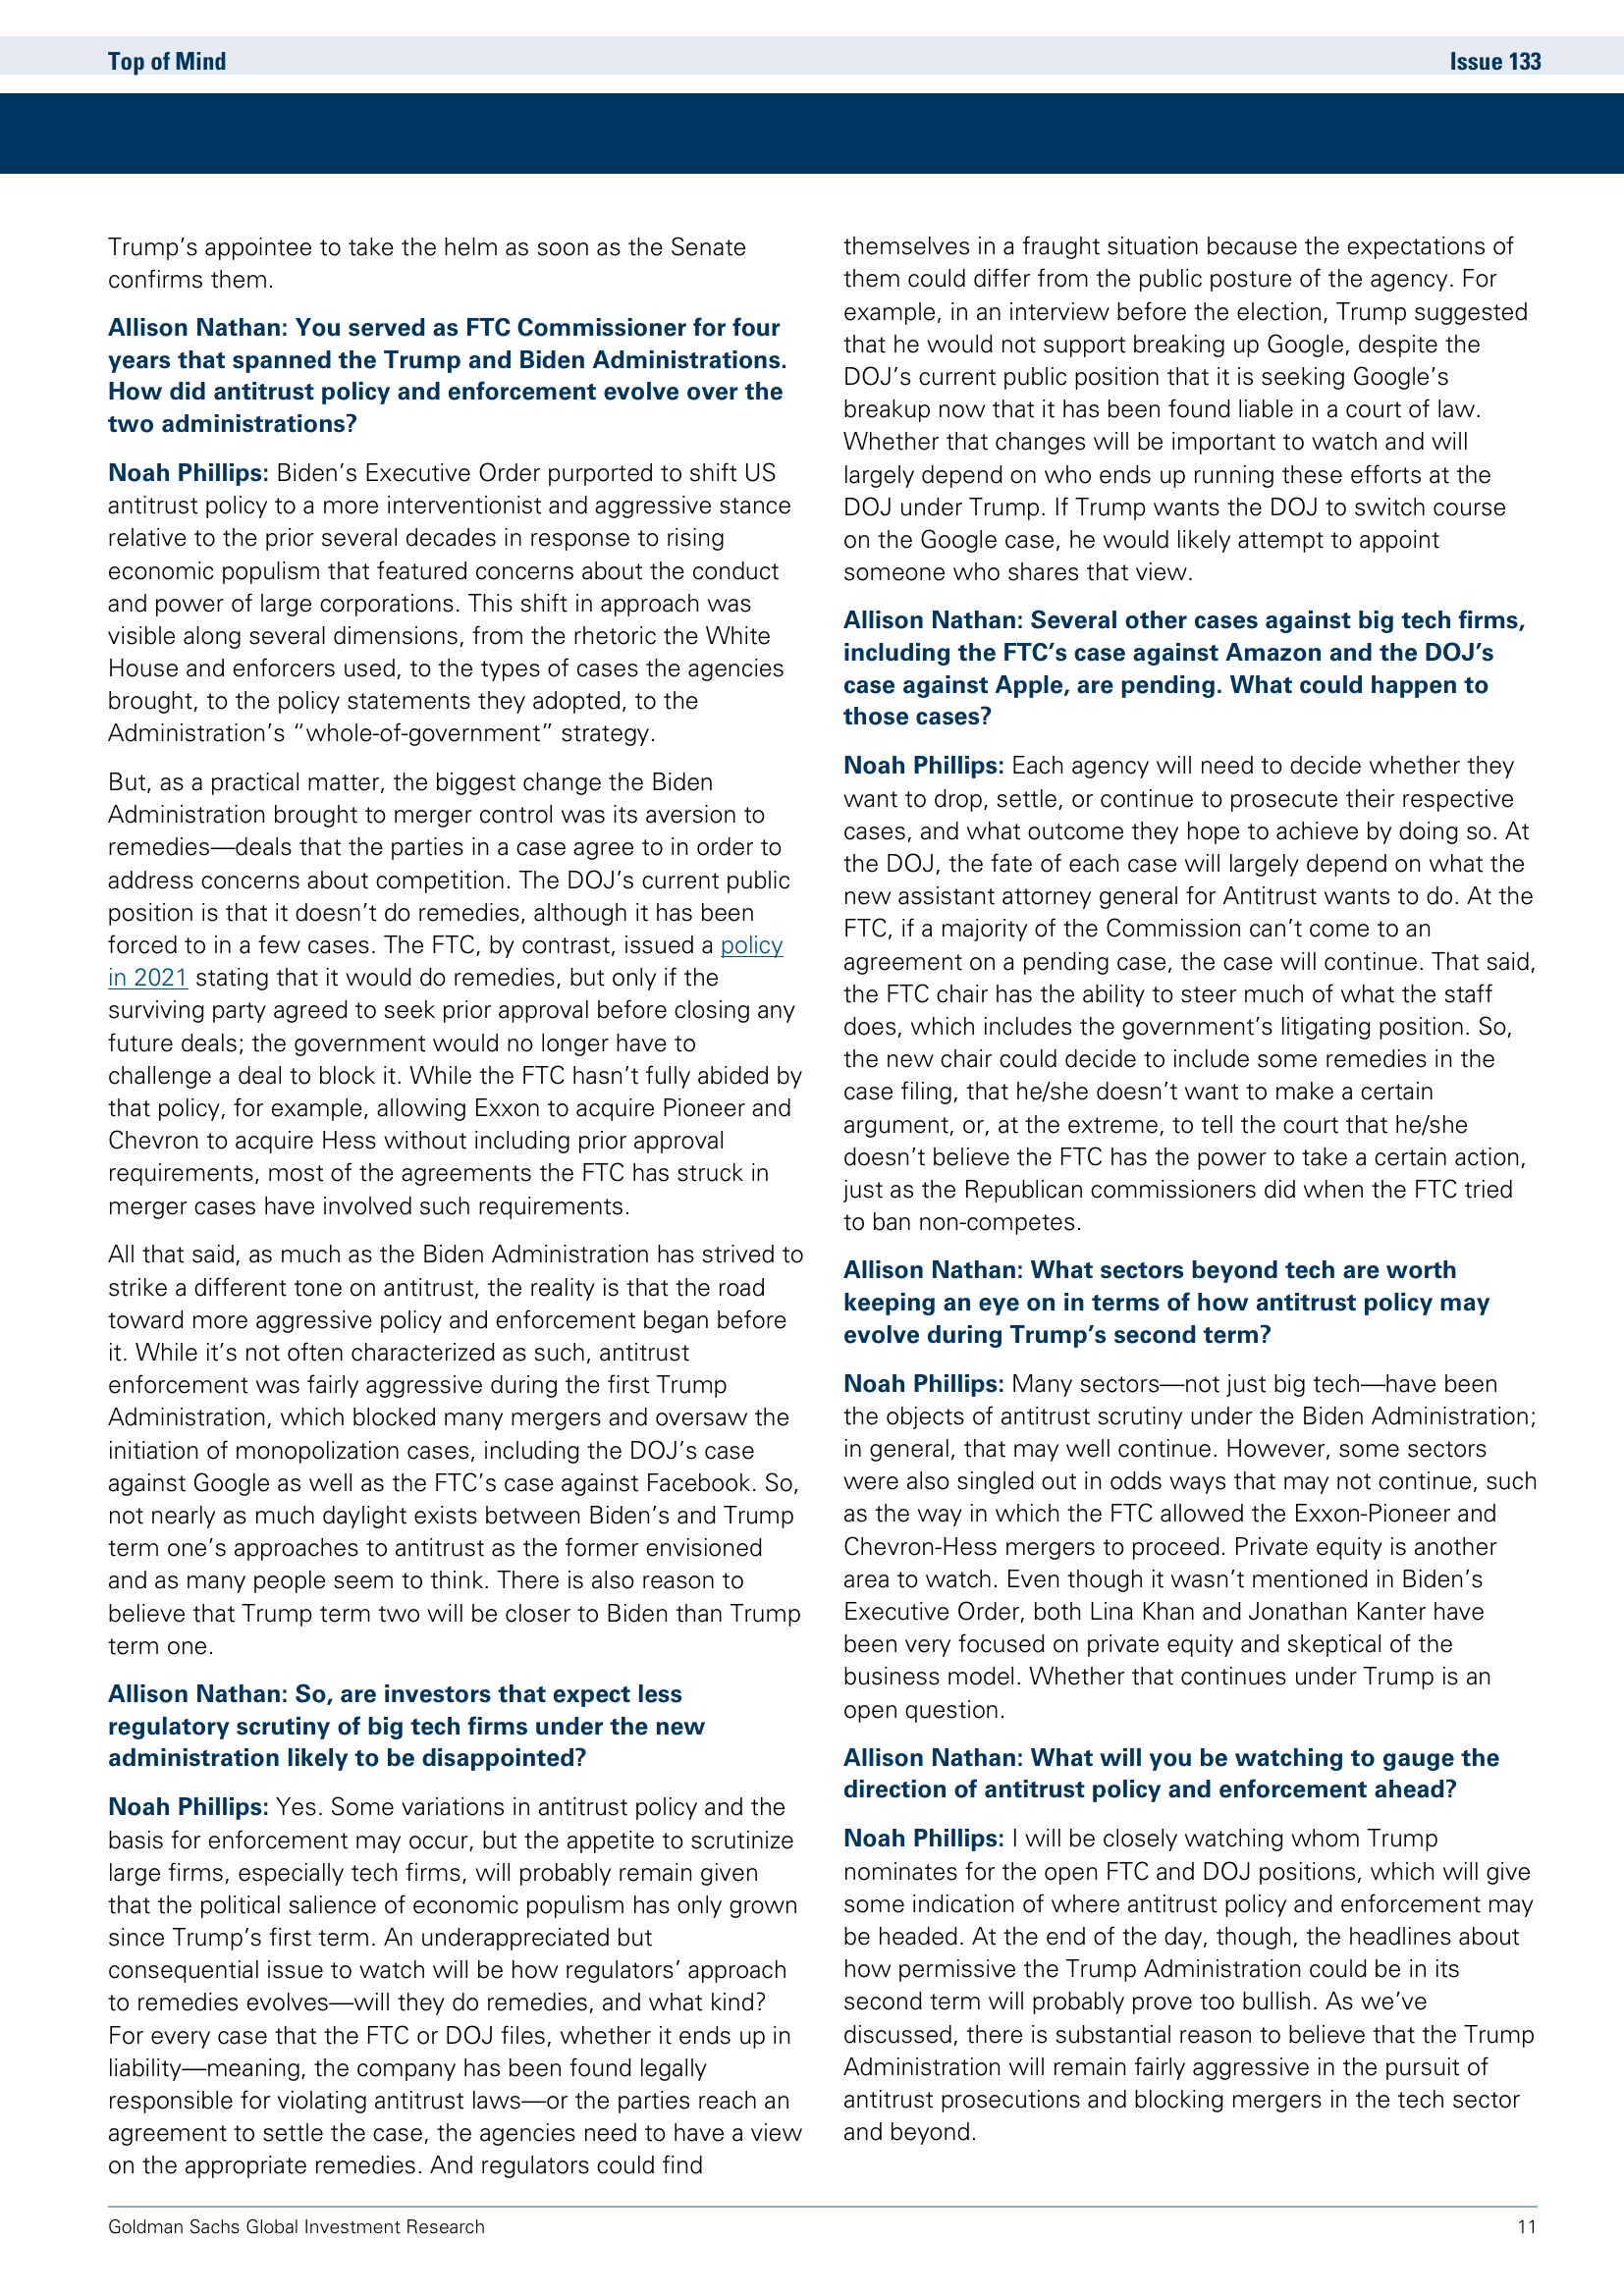 Top of Mind
Issue 133
Trump’s appointee to take the helm as soon as the Senate
confirms them.
Allison Nathan: You served as FTC Commissioner for four
years that spanned the Trump and Biden Administrations.
How did antitrust policy and enforcement evolve over the
two administrations?
Noah Phillips: Biden’s Executive Order purported to shift US
antitrust policy to a more interventionist and aggressive stance
relative to the prior several decades in response to rising
economic populism that featured concerns about the conduct
and power of large corporations. This shift in approach was
visible along several dimensions, from the rhetoric the White
House and enforcers used, to the types of cases the agencies
brought, to the policy statements they adopted, to the
Administration’s “whole-of-government” strategy.
But, as a practical matter, the biggest change the Biden
Administration brought to merger control was its aversion to
remedies—deals that the parties in a case agree to in order to
address concerns about competition. The DOJ’s current public
position is that it doesn’t do remedies, although it has been
forced to in a few cases. The FTC, by contrast, issued a policy
in 2021 stating that it would do remedies, but only if the
surviving party agreed to seek prior approval before closing any
future deals; the government would no longer have to
challenge a deal to block it. While the FTC hasn’t fully abided by
that policy, for example, allowing Exxon to acquire Pioneer and
Chevron to acquire Hess without including prior approval
requirements, most of the agreements the FTC has struck in
merger cases have involved such requirements.
All that said, as much as the Biden Administration has strived to
strike a different tone on antitrust, the reality is that the road
toward more aggressive policy and enforcement began before
it. While it’s not often characterized as such, antitrust
enforcement was fairly aggressive during the first Trump
Administration, which blocked many mergers and oversaw the
initiation of monopolization cases, including the DOJ’s case
against Google as well as the FTC’s case against Facebook. So,
not nearly as much daylight exists between Biden’s and Trump
term one’s approaches to antitrust as the former envisioned
and as many people seem to think. There is also reason to
believe that Trump term two will be closer to Biden than Trump
term one.
Allison Nathan: So, are investors that expect less
regulatory scrutiny of big tech firms under the new
administration likely to be disappointed?
Noah Phillips: Yes. Some variations in antitrust policy and the
basis for enforcement may occur, but the appetite to scrutinize
large firms, especially tech firms, will probably remain given
that the political salience of economic populism has only grown
since Trump’s first term. An underappreciated but
consequential issue to watch will be how regulators’ approach
to remedies evolves—will they do remedies, and what kind?
For every case that the FTC or DOJ files, whether it ends up in
liability—meaning, the company has been found legally
responsible for violating antitrust laws—or the parties reach an
agreement to settle the case, the agencies need to have a view
on the appropriate remedies. And regulators could find
themselves in a fraught situation because the expectations of
them could differ from the public posture of the agency. For
example, in an interview before the election, Trump suggested
that he would not support breaking up Google, despite the
DOJ’s current public position that it is seeking Google’s
breakup now that it has been found liable in a court of law.
Whether that changes will be important to watch and will
largely depend on who ends up running these efforts at the
DOJ under Trump. If Trump wants the DOJ to switch course
on the Google case, he would likely attempt to appoint
someone who shares that view.
Allison Nathan: Several other cases against big tech firms,
including the FTC’s case against Amazon and the DOJ’s
case against Apple, are pending. What could happen to
those cases?
Noah Phillips: Each agency will need to decide whether they
want to drop, settle, or continue to prosecute their respective
cases, and what outcome they hope to achieve by doing so. At
the DOJ, the fate of each case will largely depend on what the
new assistant attorney general for Antitrust wants to do. At the
FTC, if a majority of the Commission can’t come to an
agreement on a pending case, the case will continue. That said,
the FTC chair has the ability to steer much of what the staff
does, which includes the government’s litigating position. So,
the new chair could decide to include some remedies in the
case filing, that he/she doesn’t want to make a certain
argument, or, at the extreme, to tell the court that he/she
doesn’t believe the FTC has the power to take a certain action,
just as the Republican commissioners did when the FTC tried
to ban non-competes.
Allison Nathan: What sectors beyond tech are worth
keeping an eye on in terms of how antitrust policy may
evolve during Trump’s second term?
Noah Phillips: Many sectors—not just big tech—have been
the objects of antitrust scrutiny under the Biden Administration;
in general, that may well continue. However, some sectors
were also singled out in odds ways that may not continue, such
as the way in which the FTC allowed the Exxon-Pioneer and
Chevron-Hess mergers to proceed. Private equity is another
area to watch. Even though it wasn’t mentioned in Biden’s
Executive Order, both Lina Khan and Jonathan Kanter have
been very focused on private equity and skeptical of the
business model. Whether that continues under Trump is an
open question.
Allison Nathan: What will you be watching to gauge the
direction of antitrust policy and enforcement ahead?
Noah Phillips: I will be closely watching whom Trump
nominates for the open FTC and DOJ positions, which will give
some indication of where antitrust policy and enforcement may
be headed. At the end of the day, though, the headlines about
how permissive the Trump Administration could be in its
second term will probably prove too bullish. As we’ve
discussed, there is substantial reason to believe that the Trump
Administration will remain fairly aggressive in the pursuit of
antitrust prosecutions and blocking mergers in the tech sector
and beyond.
Goldman Sachs Global Investment Research
11